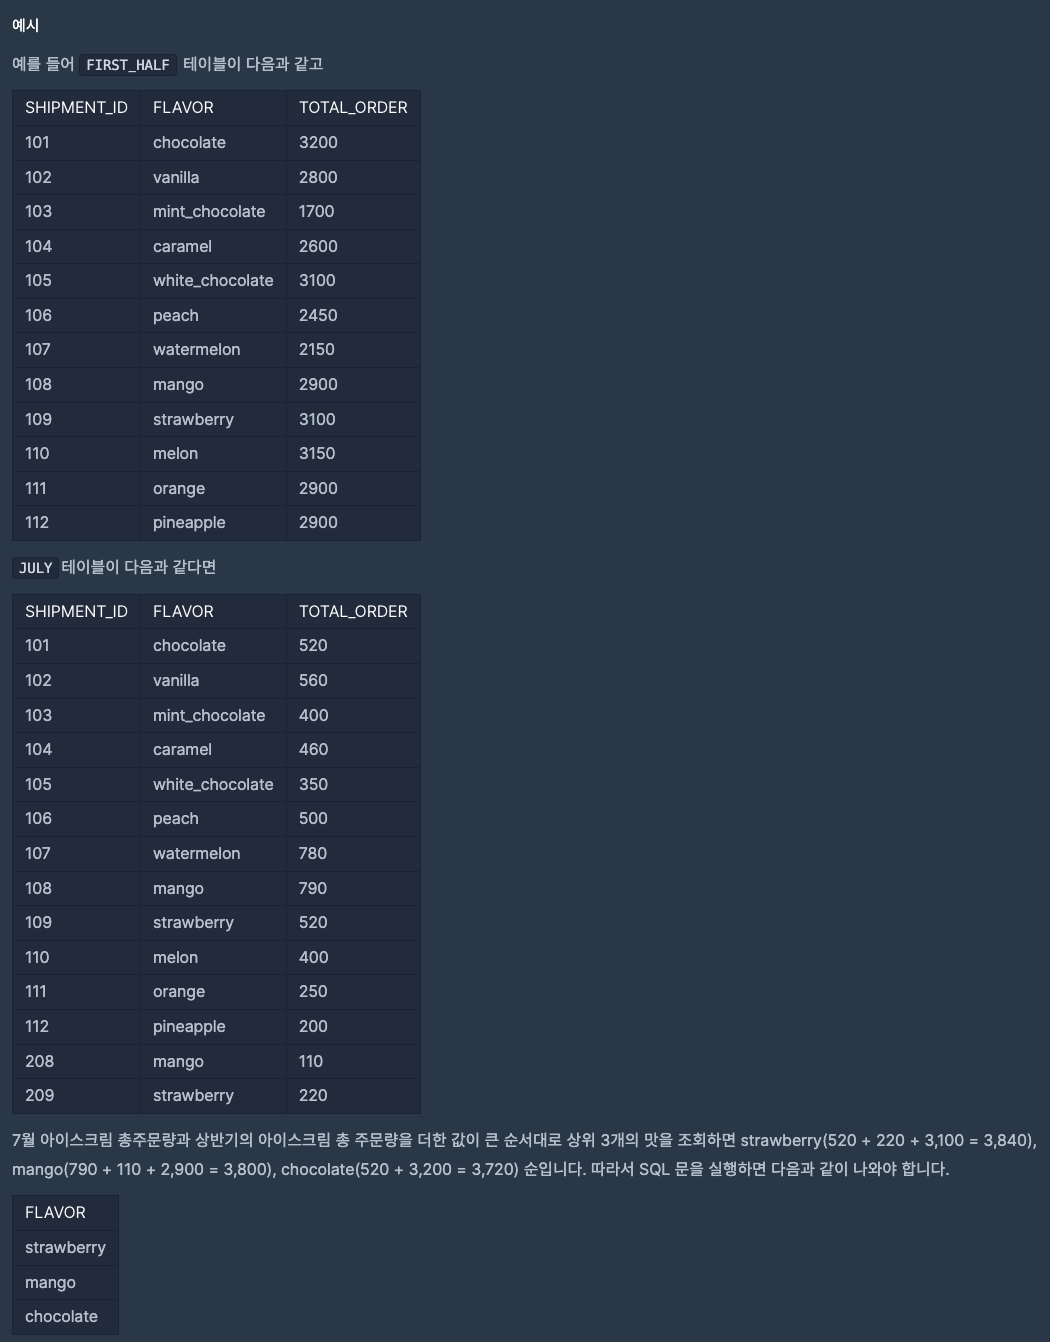 예시
예를 들어 FIRST_HALF 테이블이 다음과 같고
SHIPMENT_ID FLAVOR TOTAL_ORDER
101 chocolate 3200
102 vanilla 2800
103 mint_chocolate 1700
104 caramel 2600
105 white_chocolate 3100
106 peach 2450
107 watermelon 2150
108 mango 2900
109 strawberry 3100
110 melon 3150
111 orange 2900
112 pineapple 2900
JULY 테이블이 다음과 같다면
SHIPMENT_ID FLAVOR TOTAL_ORDER
101 chocolate 520
102 vanilla 560
103 mint_chocolate 400
104 caramel 460
105 white_chocolate 350
106 peach 500
107 watermelon 780
108 mango 790
109 strawberry 520
110 melon 400
111 orange 250
112 pineapple 200
208 mango 110
209 strawberry 220
7월 아이스크림 총주문량과 상반기의 아이스크림 총 주문량을 더한 값이 큰 순서대로 상위 3개의 맛을 조회하면 strawberry(520 + 220 + 3,100 = 3,840),
mango(790 + 110 + 2,900 = 3,800), chocolate(520 + 3,200 = 3,720) 순입니다. 따라서 SQL 문을 실행하면 다음과 같이 나와야 합니다.
FLAVOR
strawberry
mango
chocolate